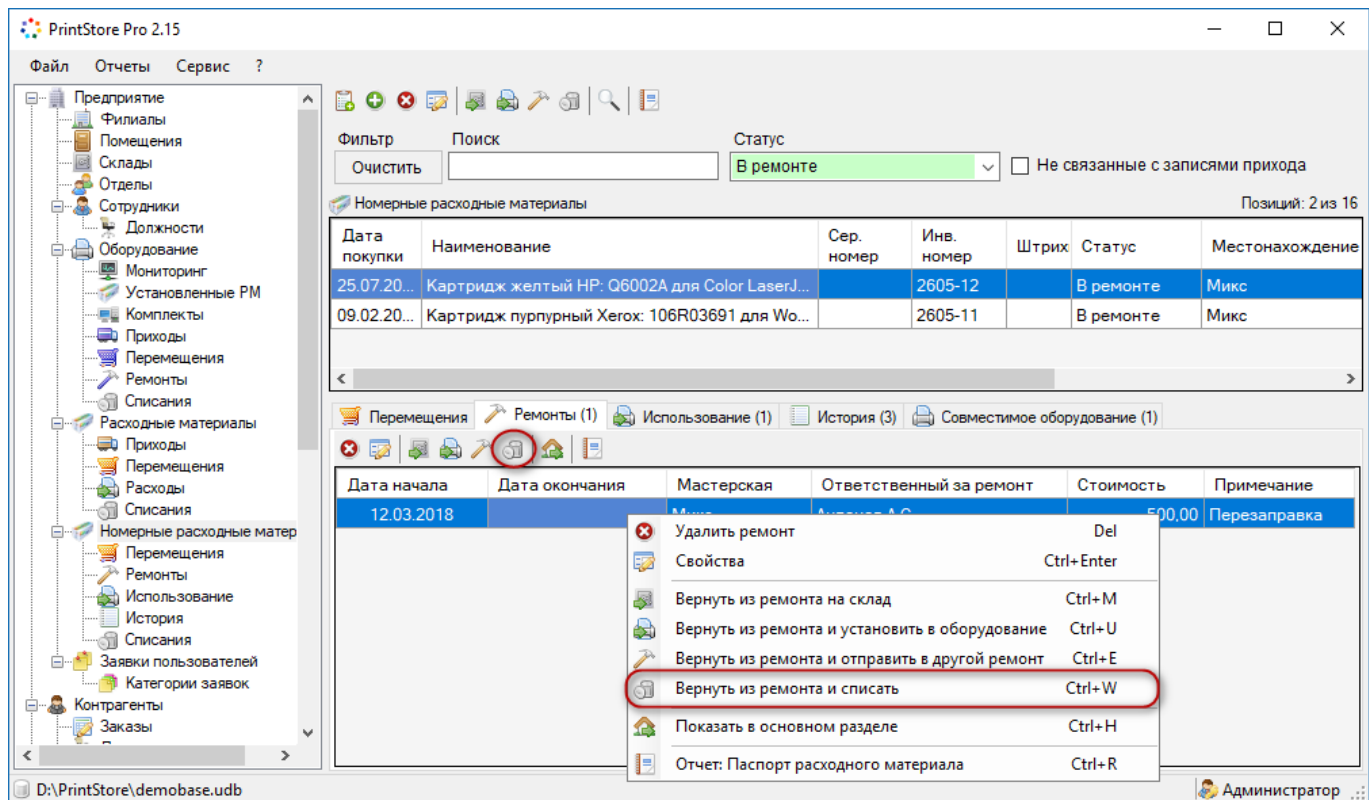 PrintStore Pro 2.15
Файл Отчеты Сервис ?
Предприятие
Филиалы
Помещения
Склады
Отделы
Сотрудники
Должности
Оборудование
Мониторинг
Установленные РМ
Комплекты
Приходы
Перемещения
Ремонты
Списания
Расходные материалы
Приходы
Перемещения
Расходы
Списания
Номерные расходные матер
Перемещения
Ремонты
Использование
История
Списания
Заявки пользователей
Категории заявок
Контрагенты
Заказы
Фильтр Поиск Статус
Очистить В ремонте Не связанные с записями прихода
Номерные расходные материалы Позиций: 2 из 16
Дата покупки Наименование Сер. номер Инв. номер Штрих Статус Местонахождение
25.07.20... Картридж желтый HP: Q6002A для Color LaserJ... 2605-12 В ремонте Микс
09.02.20... Картридж пурпурный Xerox: 106R03691 для Wo... 2605-11 В ремонте Микс
Перемещения Ремонты (1) Использование (1) История (3) Совместимое оборудование (1)
Дата начала Дата окончания Мастерская Ответственный за ремонт Стоимость Примечание
12.03.2018 500,00 Перезаправка
Удалить ремонт Del
Свойства Ctrl+Enter
Вернуть из ремонта на склад Ctrl+M
Вернуть из ремонта и установить в оборудование Ctrl+U
Вернуть из ремонта и отправить в другой ремонт Ctrl+E
Вернуть из ремонта и списать Ctrl+W
Показать в основном разделе Ctrl+H
Отчет: Паспорт расходного материала Ctrl+R
D:\PrintStore\demobase.udb Администратор